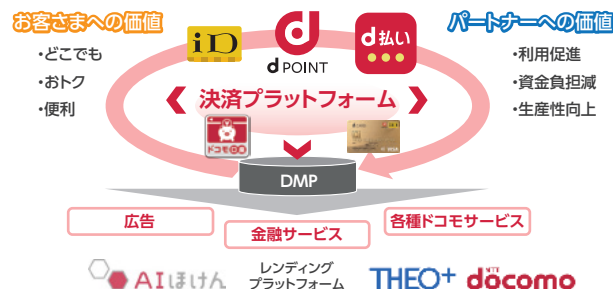 お客さまへの価値
・どこでも
・おトク
・便利
iD
d POINT
d払い
パートナーへの価値
・利用促進
・資金負担減
・生産性向上
決済プラットフォーム
ドコモ口座
VISA
DMP
広告
金融サービス
各種ドコモサービス
AIほけん
レンディング
プラットフォーム
THEO+ docomo